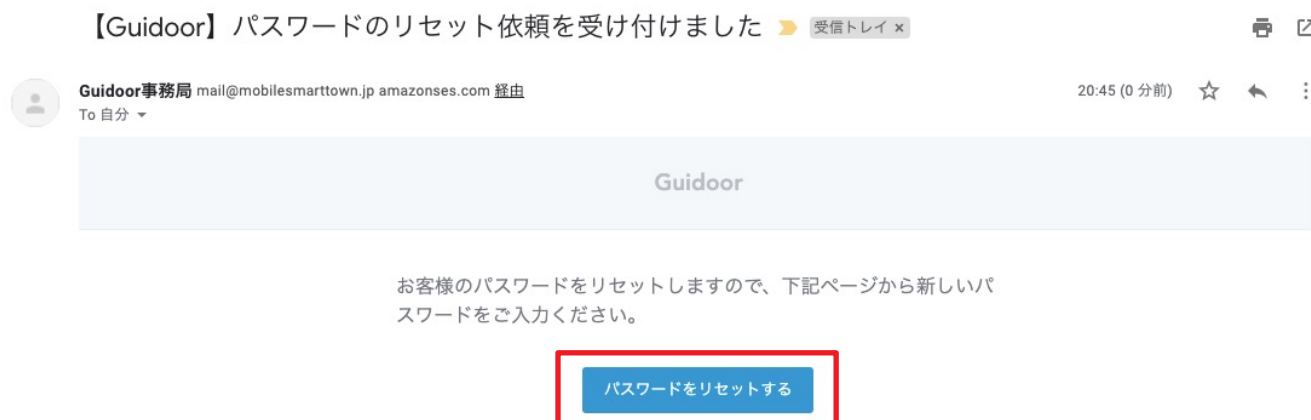 【Guidoor】パスワードのリセット依頼を受け付けました 受信トレイ ×
Guidoor事務局 mail@mobilesmarttown.jp amazonses.com 経由 20:45 (0 分前)
To 自分
Guidoor
お客様のパスワードをリセットしますので、下記ページから新しいパ
スワードをご入力ください。
パスワードをリセットする